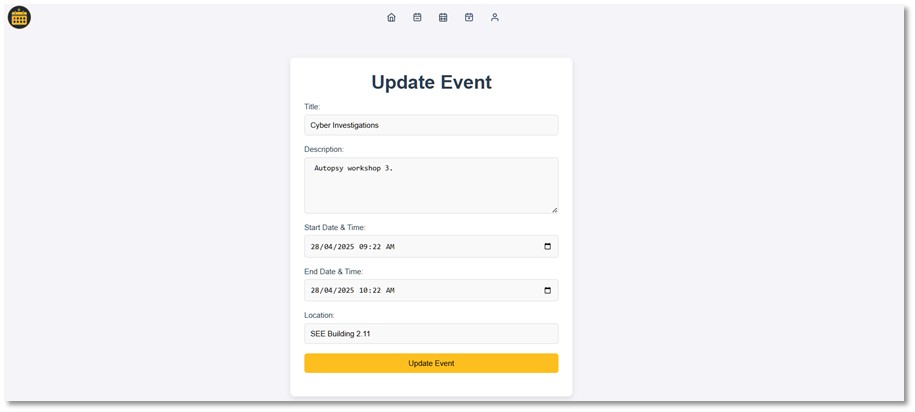 Update Event
Title:
Cyber Investigations
Description:
Autopsy workshop 3.
Start Date & Time:
28/04/2025 09:22 AM
End Date & Time:
28/04/2025 10:22 AM
Location:
SEE Building 2.11
Update Event